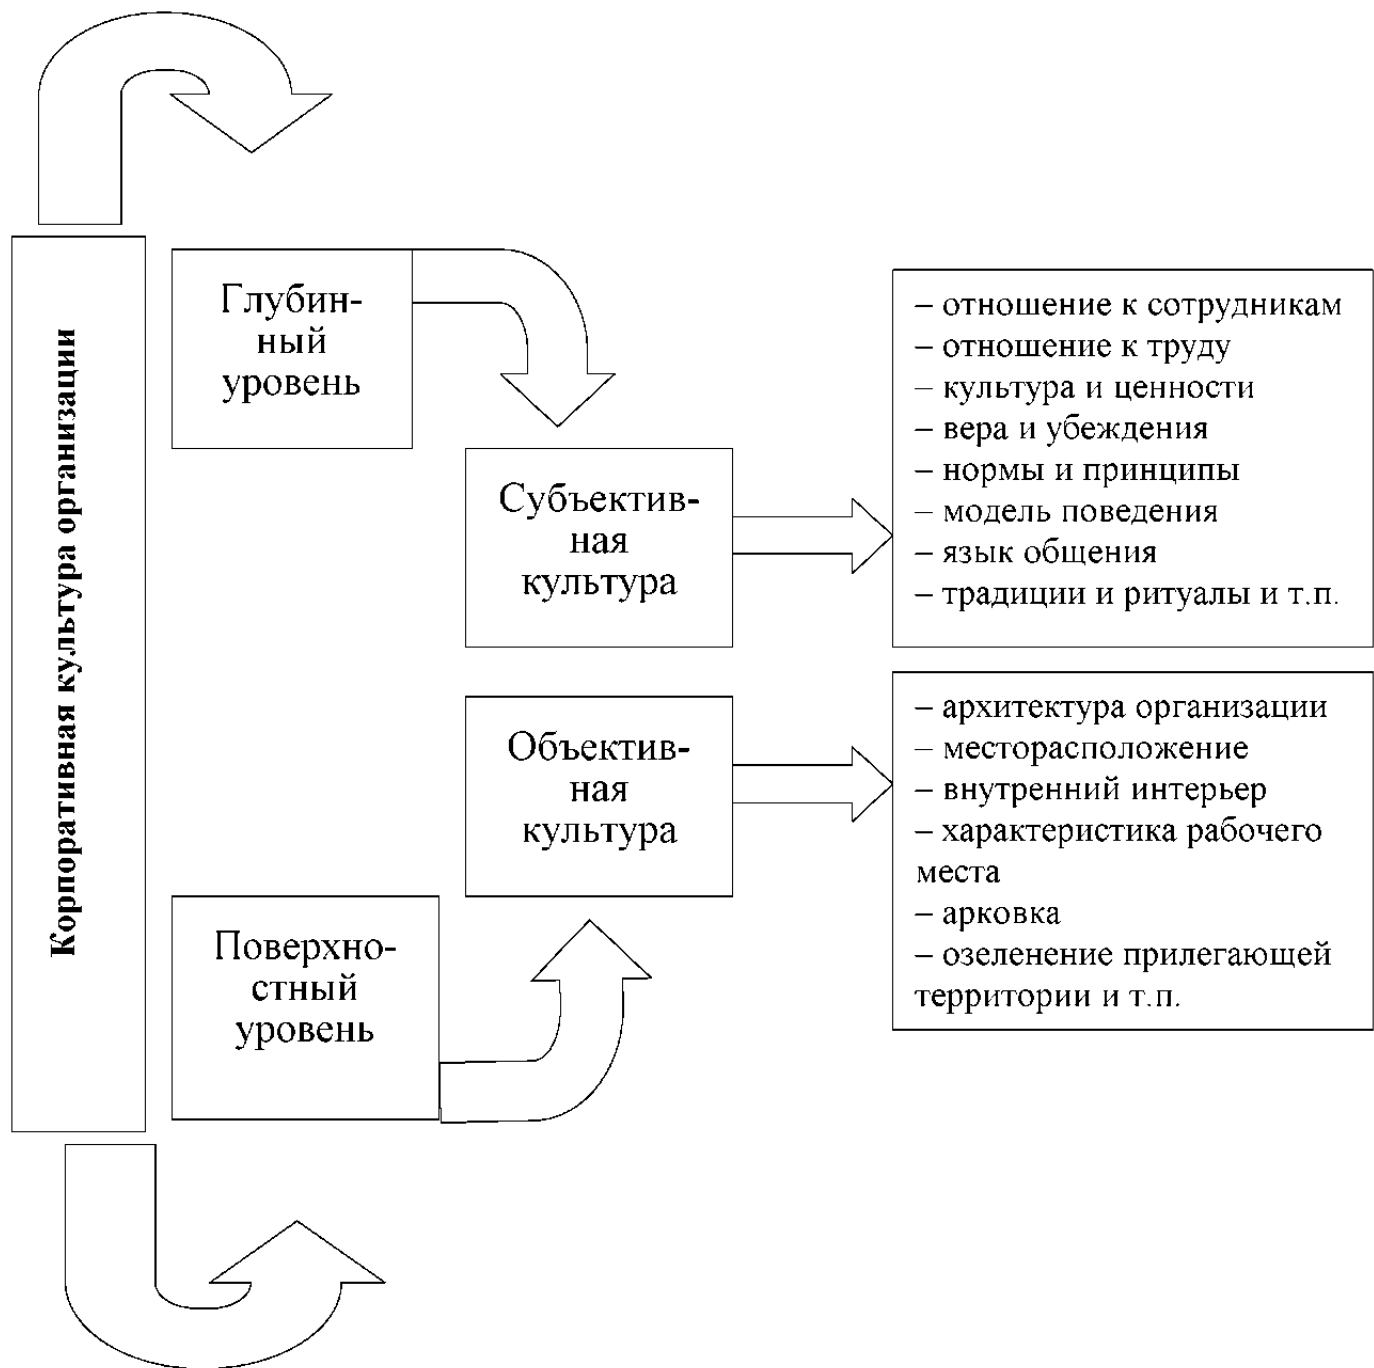 Корпоративная культура организации
Глубин-
ный
уровень
Субъектив-
ная
культура
– отношение к сотрудникам
– отношение к труду
– культура и ценности
– вера и убеждения
– нормы и принципы
– модель поведения
– язык общения
– традиции и ритуалы и т.п.
Объектив-
ная
культура
– архитектура организации
– месторасположение
– внутренний интерьер
– характеристика рабочего
места
– арковка
– озеленение прилегающей
территории и т.п.
Поверхно-
стный
уровень